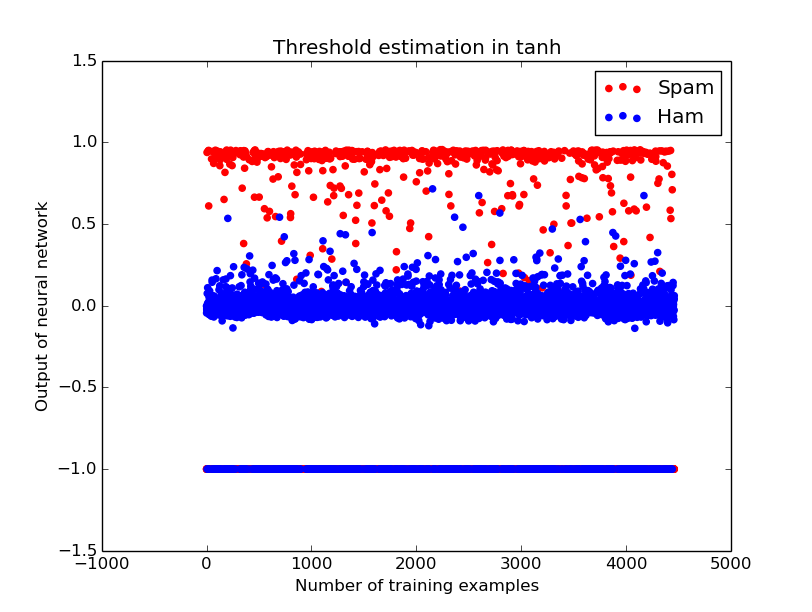 Threshold estimation in tanh
1.5
Spam
Ham
1.0
0.5
0.0
−0.5
−1.0
−1.5
Output of neural network
−1000
0
1000
2000
3000
4000
5000
Number of training examples